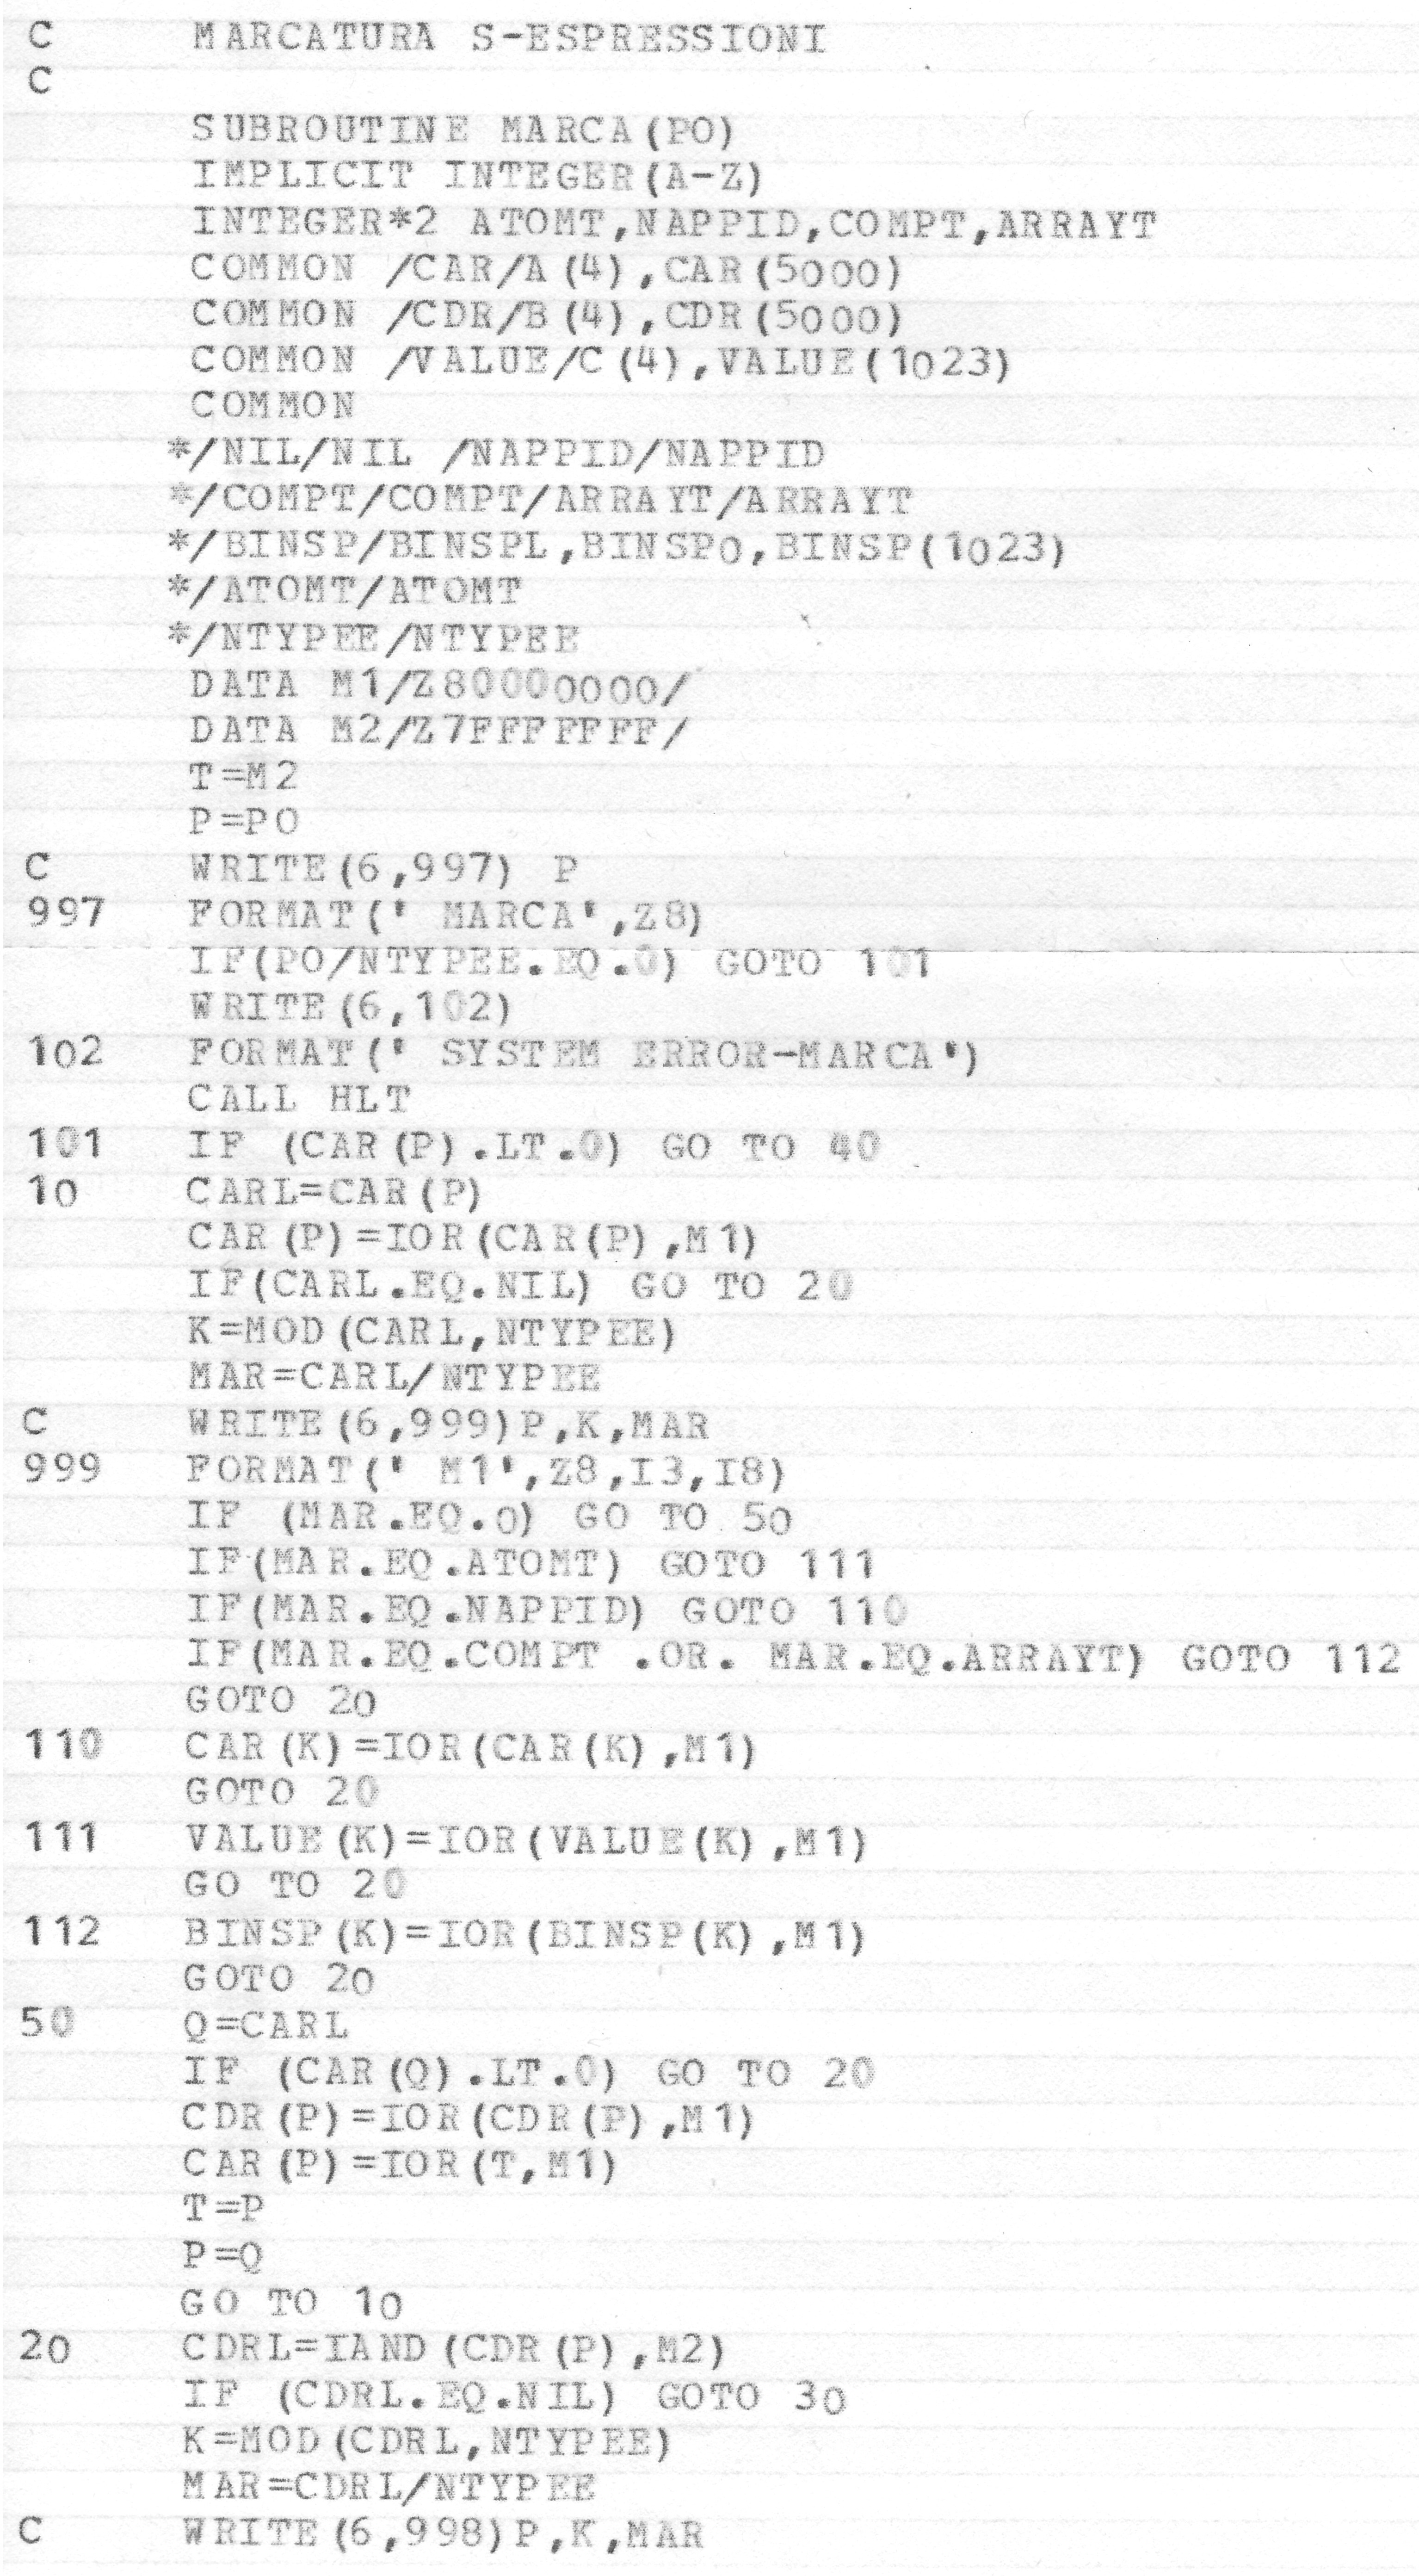 C      MARCATURA S-ESPRESSIONI
C
       SUBROUTINE MARCA(PO)
       IMPLICIT INTEGER(A-Z)
       INTEGER*2 ATOMT,NAPPID,COMPT,ARRAYT
       COMMON /CAR/A(4),CAR(5000)
       COMMON /CDR/B(4),CDR(5000)
       COMMON /VALUE/C(4),VALUE(1023)
       COMMON
      */NIL/NIL /NAPPID/NAPPID
      */COMPT/COMPT/ARRAYT/ARRAYT
      */BINSP/BINSPL,BINSP0,BINSP(1023)
      */ATOMT/ATOMT
      */NTYPEE/NTYPEE
       DATA M1/Z80000000/
       DATA M2/Z7FFFFFFF/
       T=M2
       P=PO
C      WRITE(6,997) P
997    FORMAT(' MARCA',Z8)
       IF(PO/NTYPEE.EQ.0) GOTO 101
       WRITE(6,102)
102    FORMAT(' SYSTEM ERROR-MARCA')
       CALL HLT
101    IF (CAR(P).LT.0) GO TO 40
10     CARL=CAR(P)
       CAR(P)=IOR(CAR(P),M1)
       IF(CARL.EQ.NIL) GO TO 20
       K=MOD(CARL,NTYPEE)
       MAR=CARL/NTYPEE
C      WRITE(6,999)P,K,MAR
999    FORMAT(' M1',Z8,I3,I8)
       IF (MAR.EQ.0) GO TO 50
       IF(MAR.EQ.ATOMT) GOTO 111
       IF(MAR.EQ.NAPPID) GOTO 110
       IF(MAR.EQ.COMPT .OR. MAR.EQ.ARRAYT) GOTO 112
       GOTO 20
110    CAR(K)=IOR(CAR(K),M1)
       GOTO 20
111    VALUE(K)=IOR(VALUE(K),M1)
       GO TO 20
112    BINSP(K)=IOR(BINSP(K),M1)
       GOTO 20
50     Q=CARL
       IF (CAR(Q).LT.0) GO TO 20
       CDR(P)=IOR(CDR(P),M1)
       CAR(P)=IOR(T,M1)
       T=P
       P=Q
       GO TO 10
20     CDRL=IAND(CDR(P),M2)
       IF (CDRL.EQ.NIL) GOTO 30
       K=MOD(CDRL,NTYPEE)
       MAR=CDRL/NTYPEE
C      WRITE(6,998)P,K,MAR